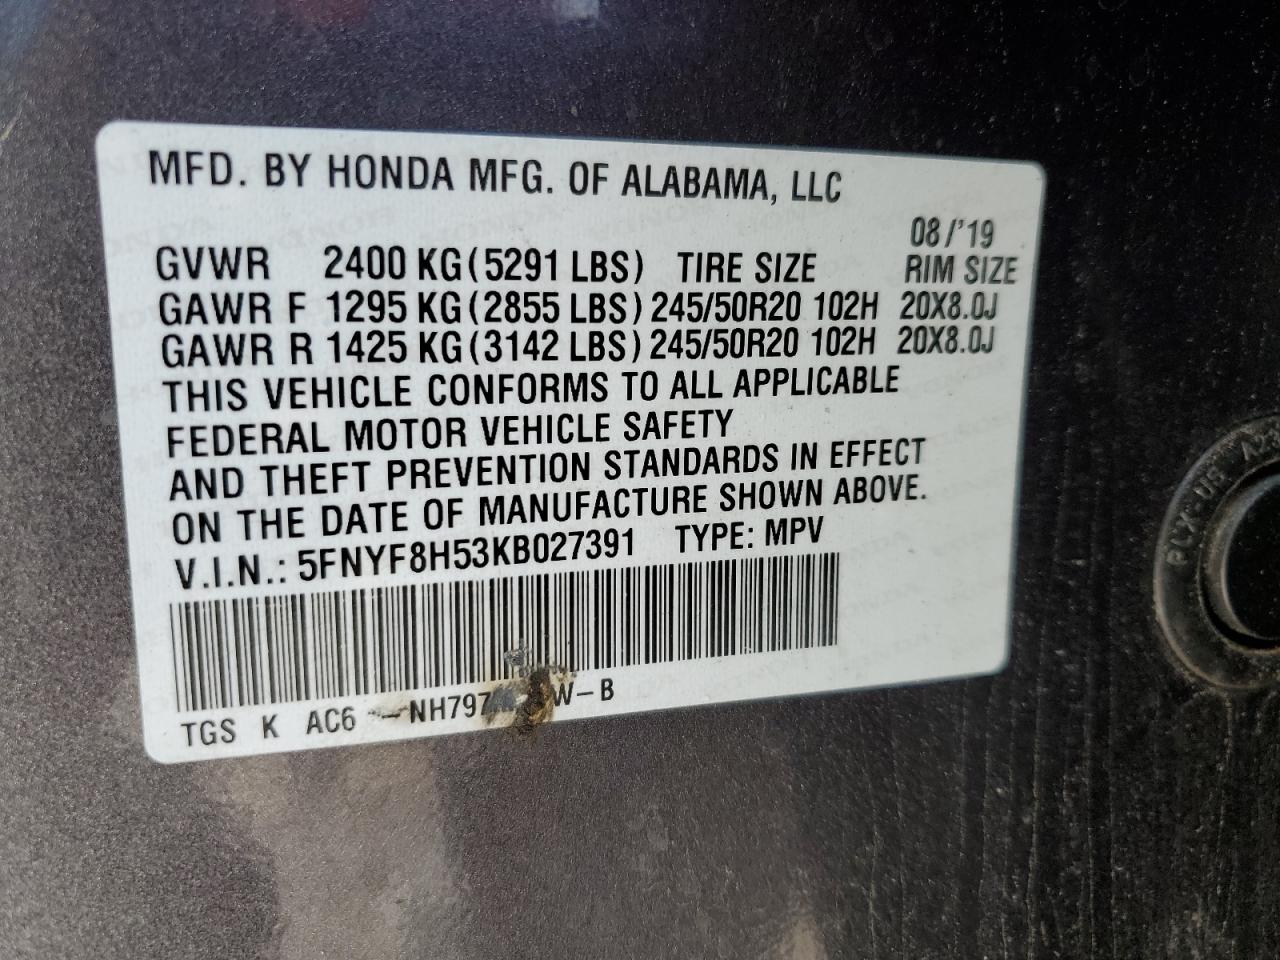 MFD. BY HONDA MFG. OF ALABAMA, LLC
08/'19
GVWR 2400 KG (5291 LBS) TIRE SIZE RIM SIZE
GAWR F 1295 KG (2855 LBS) 245/50R20 102H 20X8.0J
GAWR R 1425 KG (3142 LBS) 245/50R20 102H 20X8.0J
THIS VEHICLE CONFORMS TO ALL APPLICABLE
FEDERAL MOTOR VEHICLE SAFETY
AND THEFT PREVENTION STANDARDS IN EFFECT
ON THE DATE OF MANUFACTURE SHOWN ABOVE.
V.I.N.: 5FNYF8H53KB027391 TYPE: MPV
TGS K AC6 -NH797 W-B
PLX-US